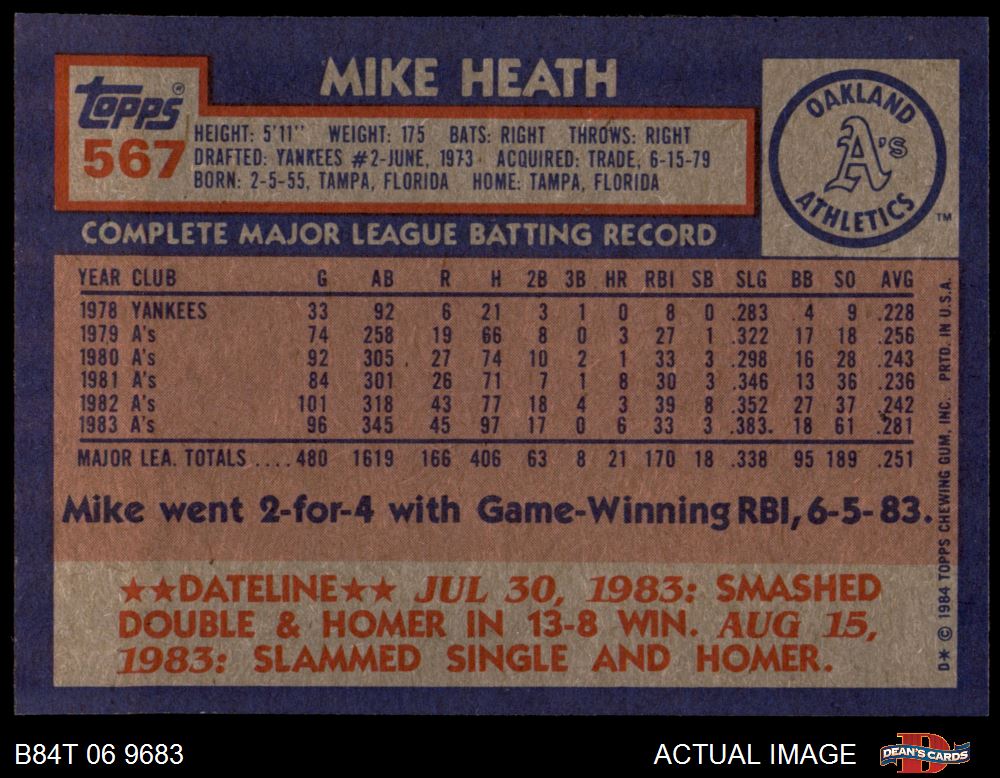 MIKE HEATH
Topps®
567
HEIGHT: 5'11" WEIGHT: 175 BATS: RIGHT THROWS: RIGHT
DRAFTED: YANKEES #2-JUNE, 1973 ACQUIRED: TRADE, 6-15-79
BORN: 2-5-55, TAMPA, FLORIDA HOME: TAMPA, FLORIDA
OAKLAND
A's
ATHLETICS
TM
COMPLETE MAJOR LEAGUE BATTING RECORD
YEAR CLUB G AB R H 2B 3B HR RBI SB SLG BB SO AVG
1978 YANKEES 33 92 6 21 3 1 0 8 0 .283 4 9 .228
1979 A's 74 258 19 66 8 0 3 27 1 .322 17 18 .256
1980 A's 92 305 27 74 10 2 1 33 3 .298 16 28 .243
1981 A's 84 301 26 71 7 1 8 30 3 .346 13 36 .236
1982 A's 101 318 43 77 18 4 3 39 8 .352 27 37 .242
1983 A's 96 345 45 97 17 0 6 33 3 .383 18 61 .281
MAJOR LEA. TOTALS ....480 1619 166 406 63 8 21 170 18 .338 95 189 .251
Mike went 2-for-4 with Game-Winning RBI, 6-5-83.
★★DATELINE★★ JUL 30, 1983: SMASHED
DOUBLE & HOMER IN 13-8 WIN. AUG 15,
1983: SLAMMED SINGLE AND HOMER.
D* © 1984 TOPPS CHEWING GUM, INC. PRTD. IN U.S.A.
B84T 06 9683
ACTUAL IMAGE
D
DEAN'S CARDS